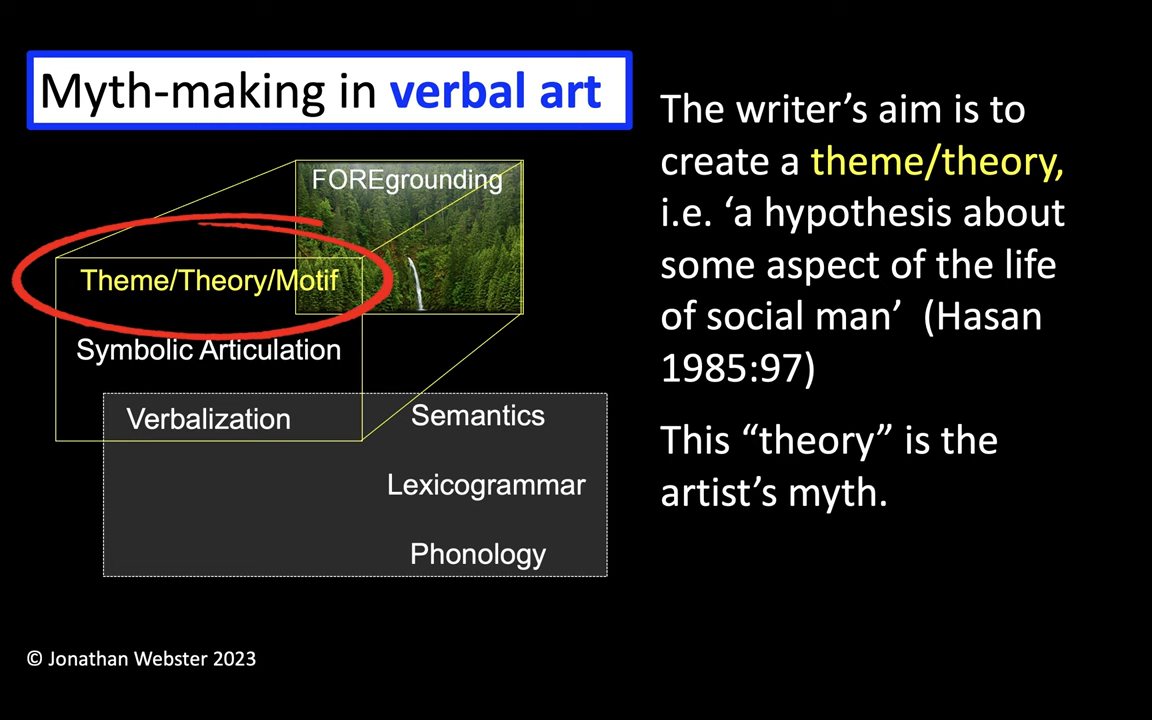 Myth-making in verbal art
FOREgrounding
Theme/Theory/Motif
Symbolic Articulation
Verbalization
Semantics
Lexicogrammar
Phonology
The writer’s aim is to
create a theme/theory,
i.e. ‘a hypothesis about
some aspect of the life
of social man’ (Hasan
1985:97)
This “theory” is the
artist’s myth.
© Jonathan Webster 2023